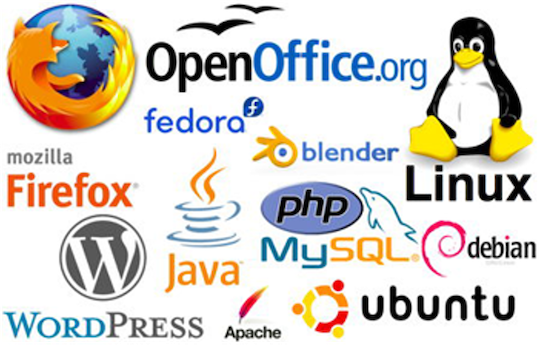 OpenOffice.org
fedora
blender
mozilla
Firefox
Linux
php
Java
MySQL
debian
W
WORDPRESS
Apache
ubuntu